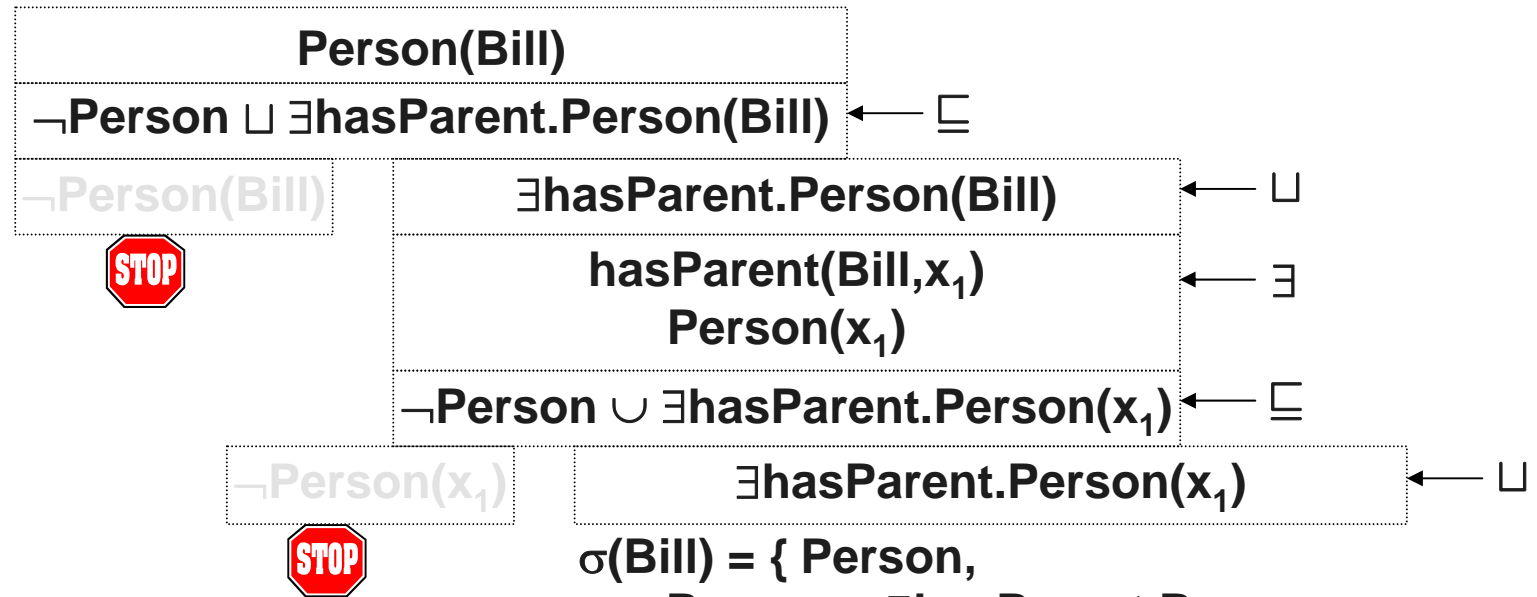 Person(Bill)
¬Person ⊔ ∃hasParent.Person(Bill) ⊑
¬Person(Bill) ∃hasParent.Person(Bill) ⊔
STOP
hasParent(Bill,x₁) ∃
Person(x₁)
¬Person ∪ ∃hasParent.Person(x₁) ⊑
¬Person(x₁) ∃hasParent.Person(x₁) ⊔
STOP
σ(Bill) = { Person,